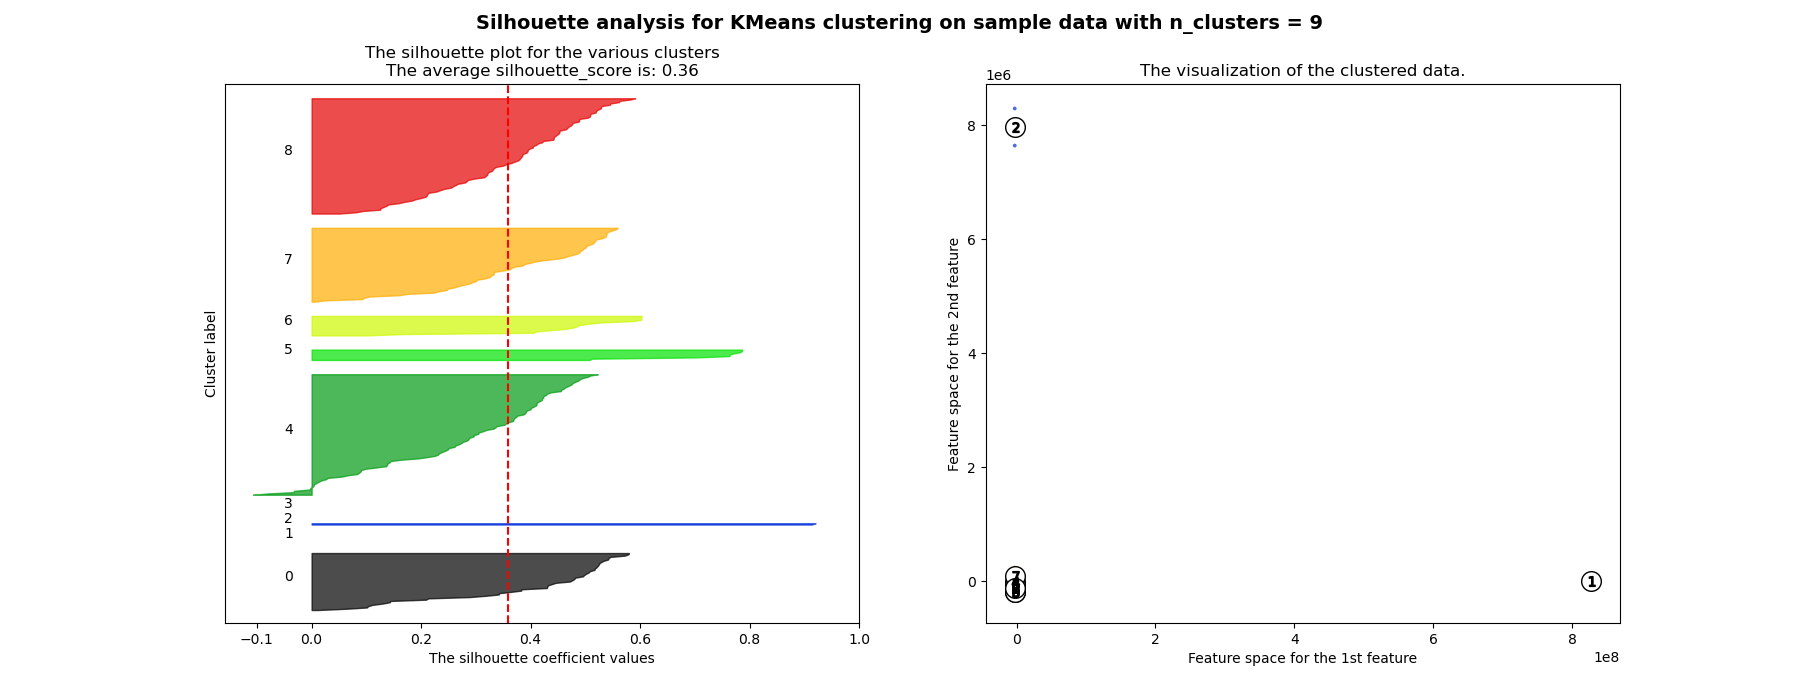 Silhouette analysis for KMeans clustering on sample data with n_clusters = 9
The silhouette plot for the various clusters
The average silhouette_score is: 0.36
8
7
6
5
4
3
2
1
0
Cluster label
−0.1 0.0 0.2 0.4 0.6 0.8 1.0
The silhouette coefficient values
The visualization of the clustered data.
1e6
8
6
4
2
0
Feature space for the 2nd feature
2
7
1
0 2 4 6 8
1e8
Feature space for the 1st feature